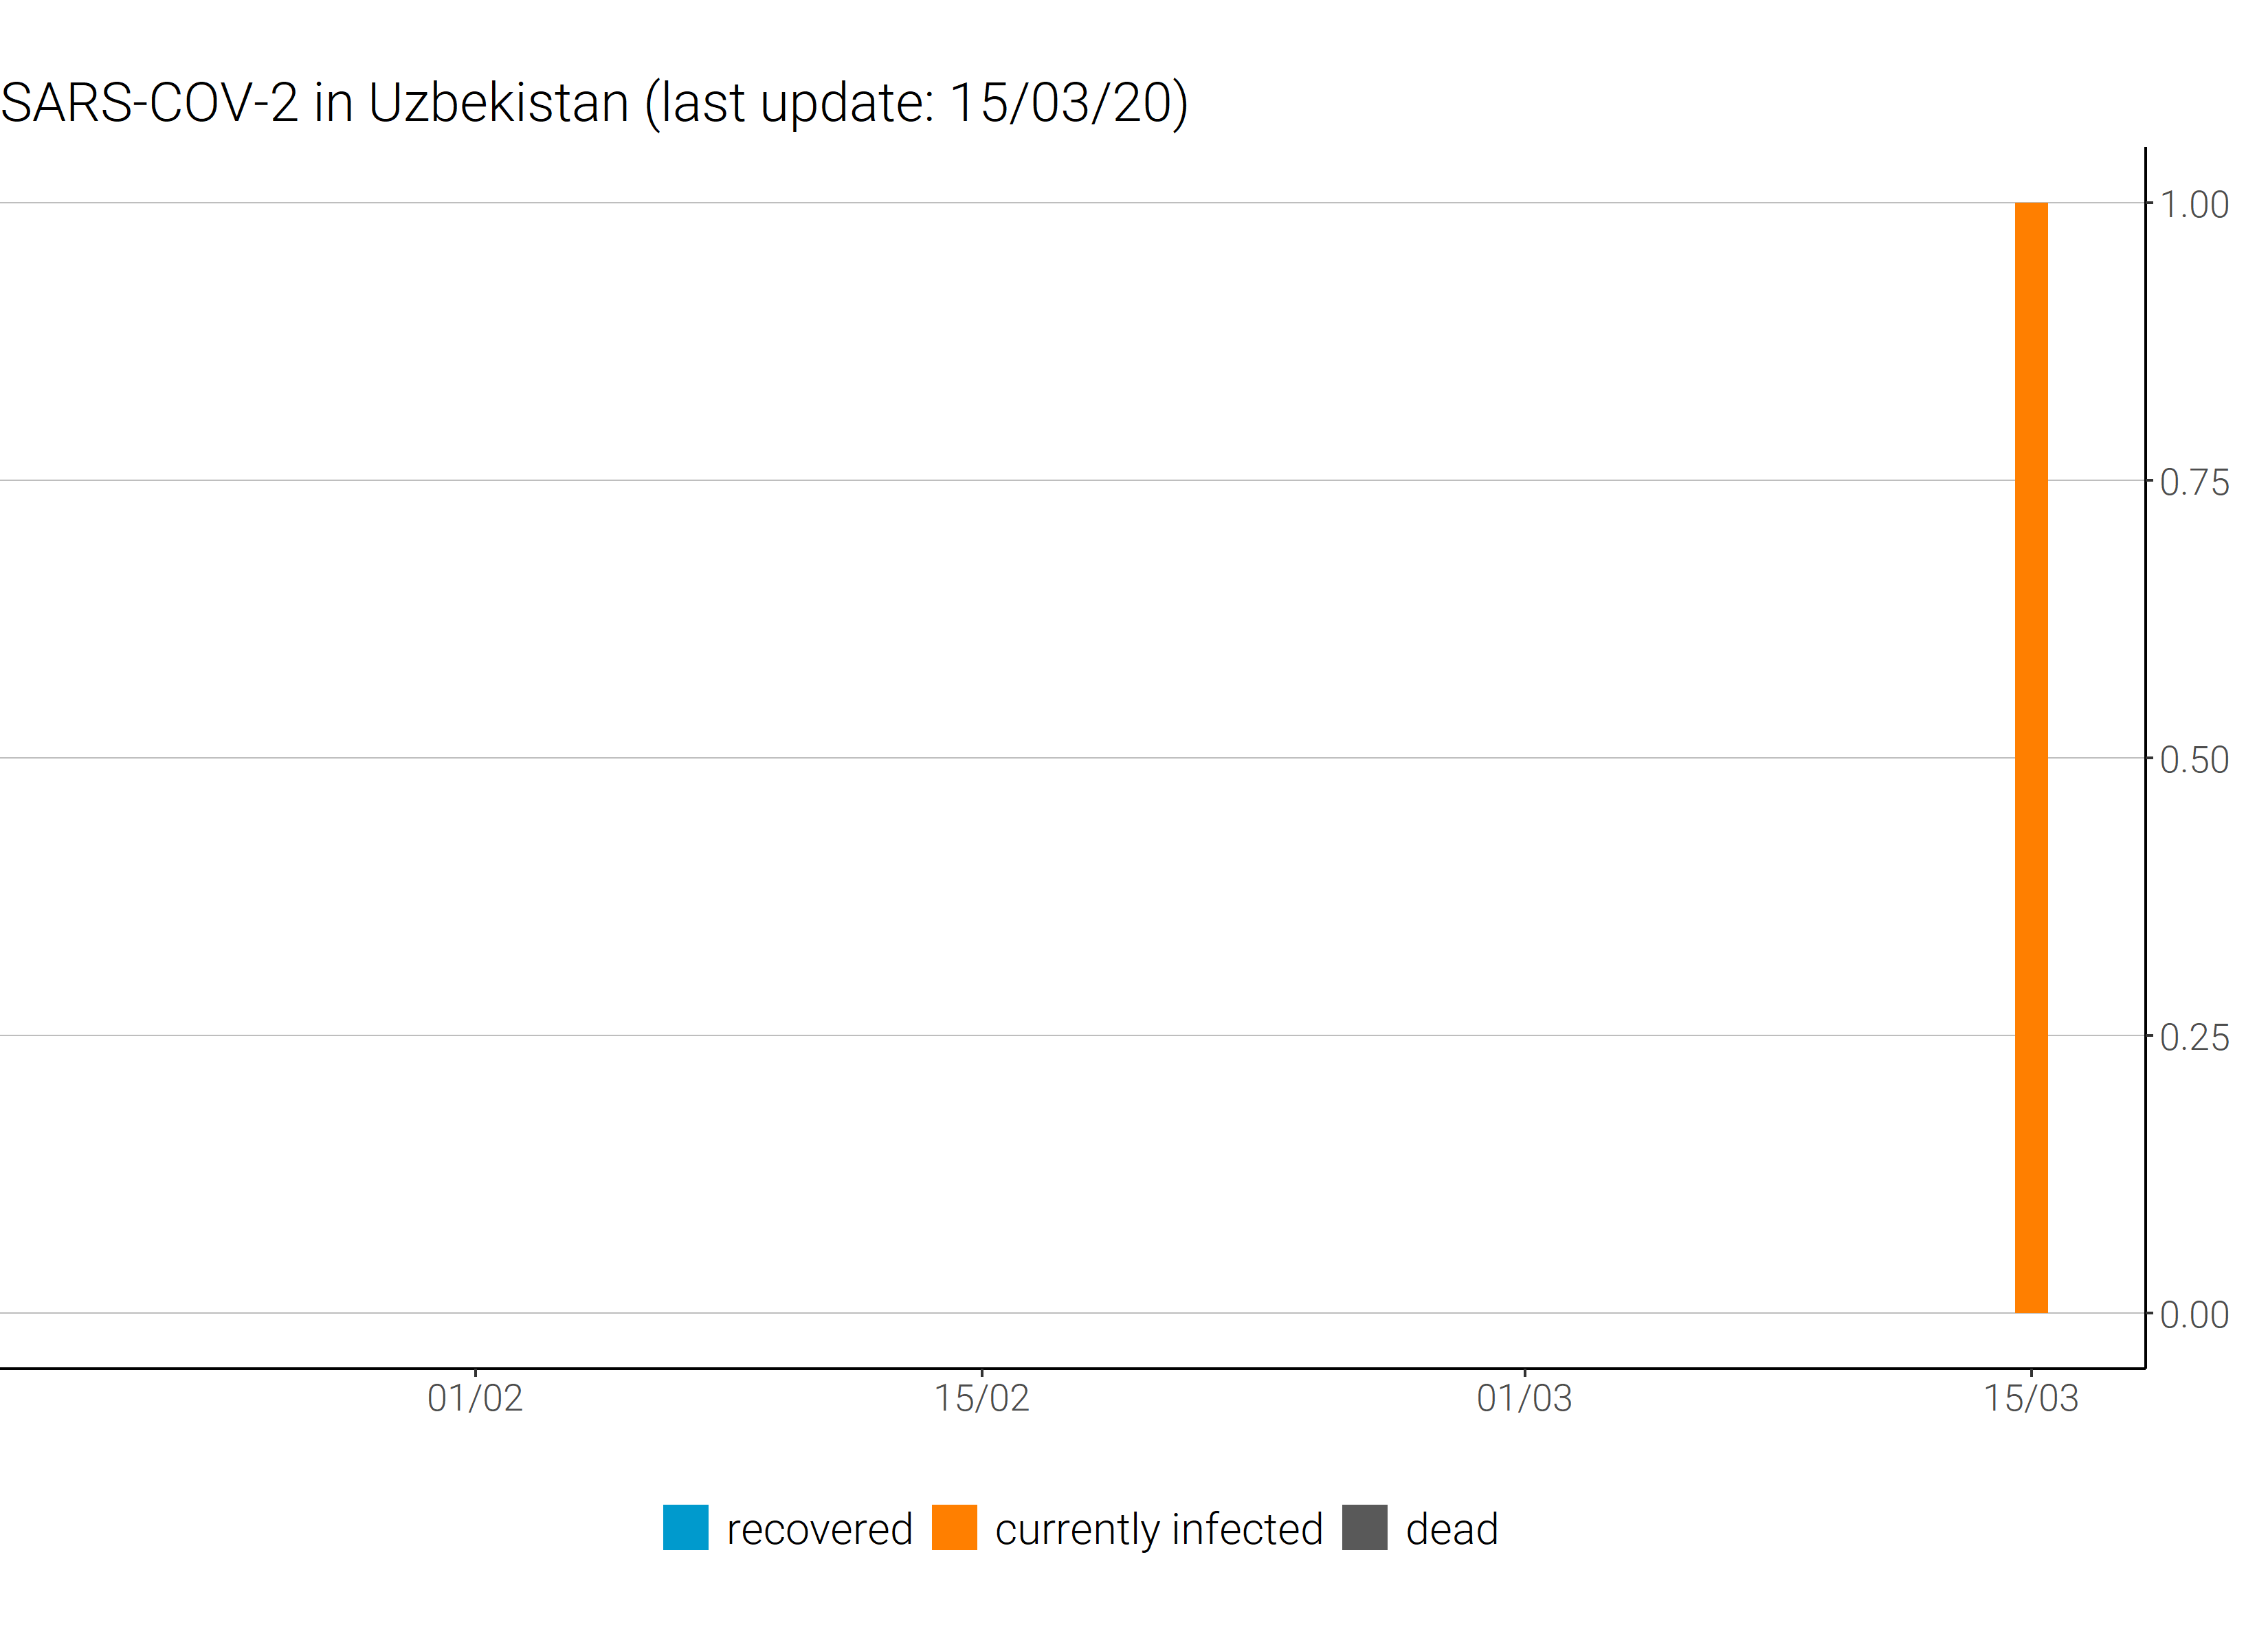 SARS-COV-2 in Uzbekistan (last update: 15/03/20)
1.00
0.75
0.50
0.25
0.00
01/02 15/02 01/03 15/03
recovered currently infected dead